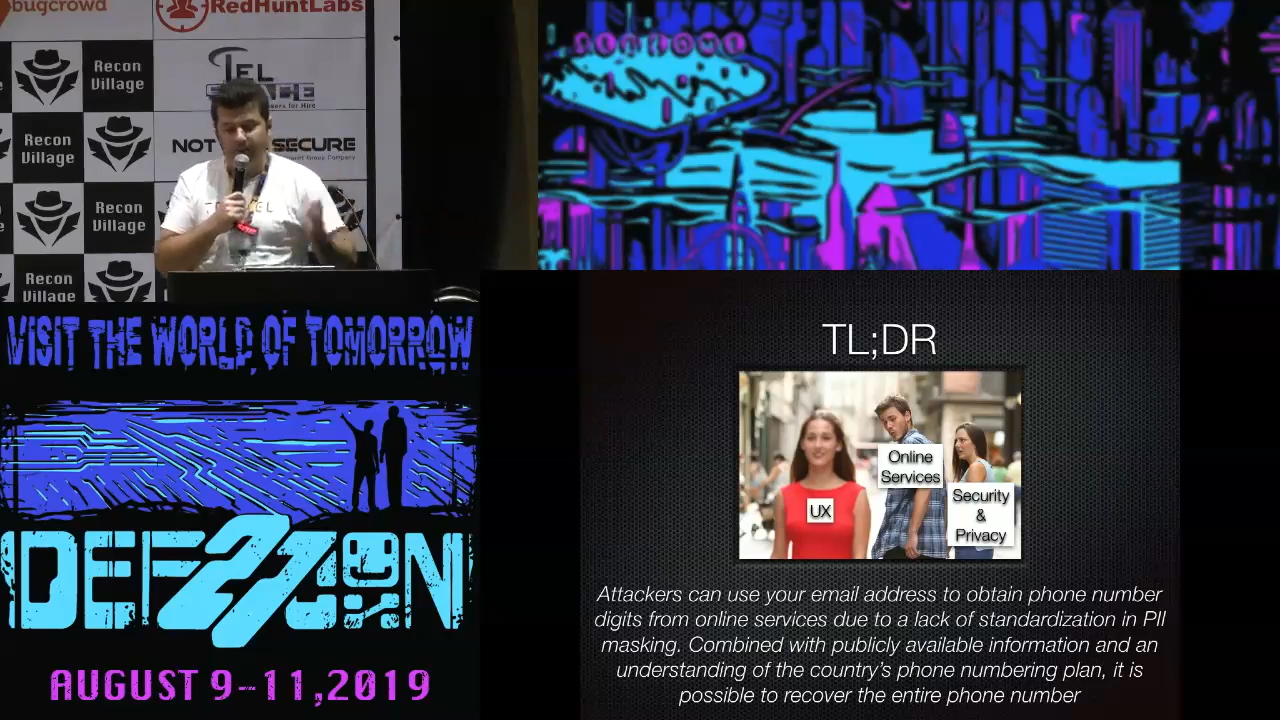 bugcrowd
RedHuntLabs
Recon
Village
Recon
Village
NOT
SECURE
Recon
Village
Recon
Village
VISIT THE WORLD OF TOMORROW
DEF27CON
AUGUST 9-11,2019
TL;DR
Online
Services
UX
Security
&
Privacy
Attackers can use your email address to obtain phone number
digits from online services due to a lack of standardization in PII
masking. Combined with publicly available information and an
understanding of the country's phone numbering plan, it is
possible to recover the entire phone number